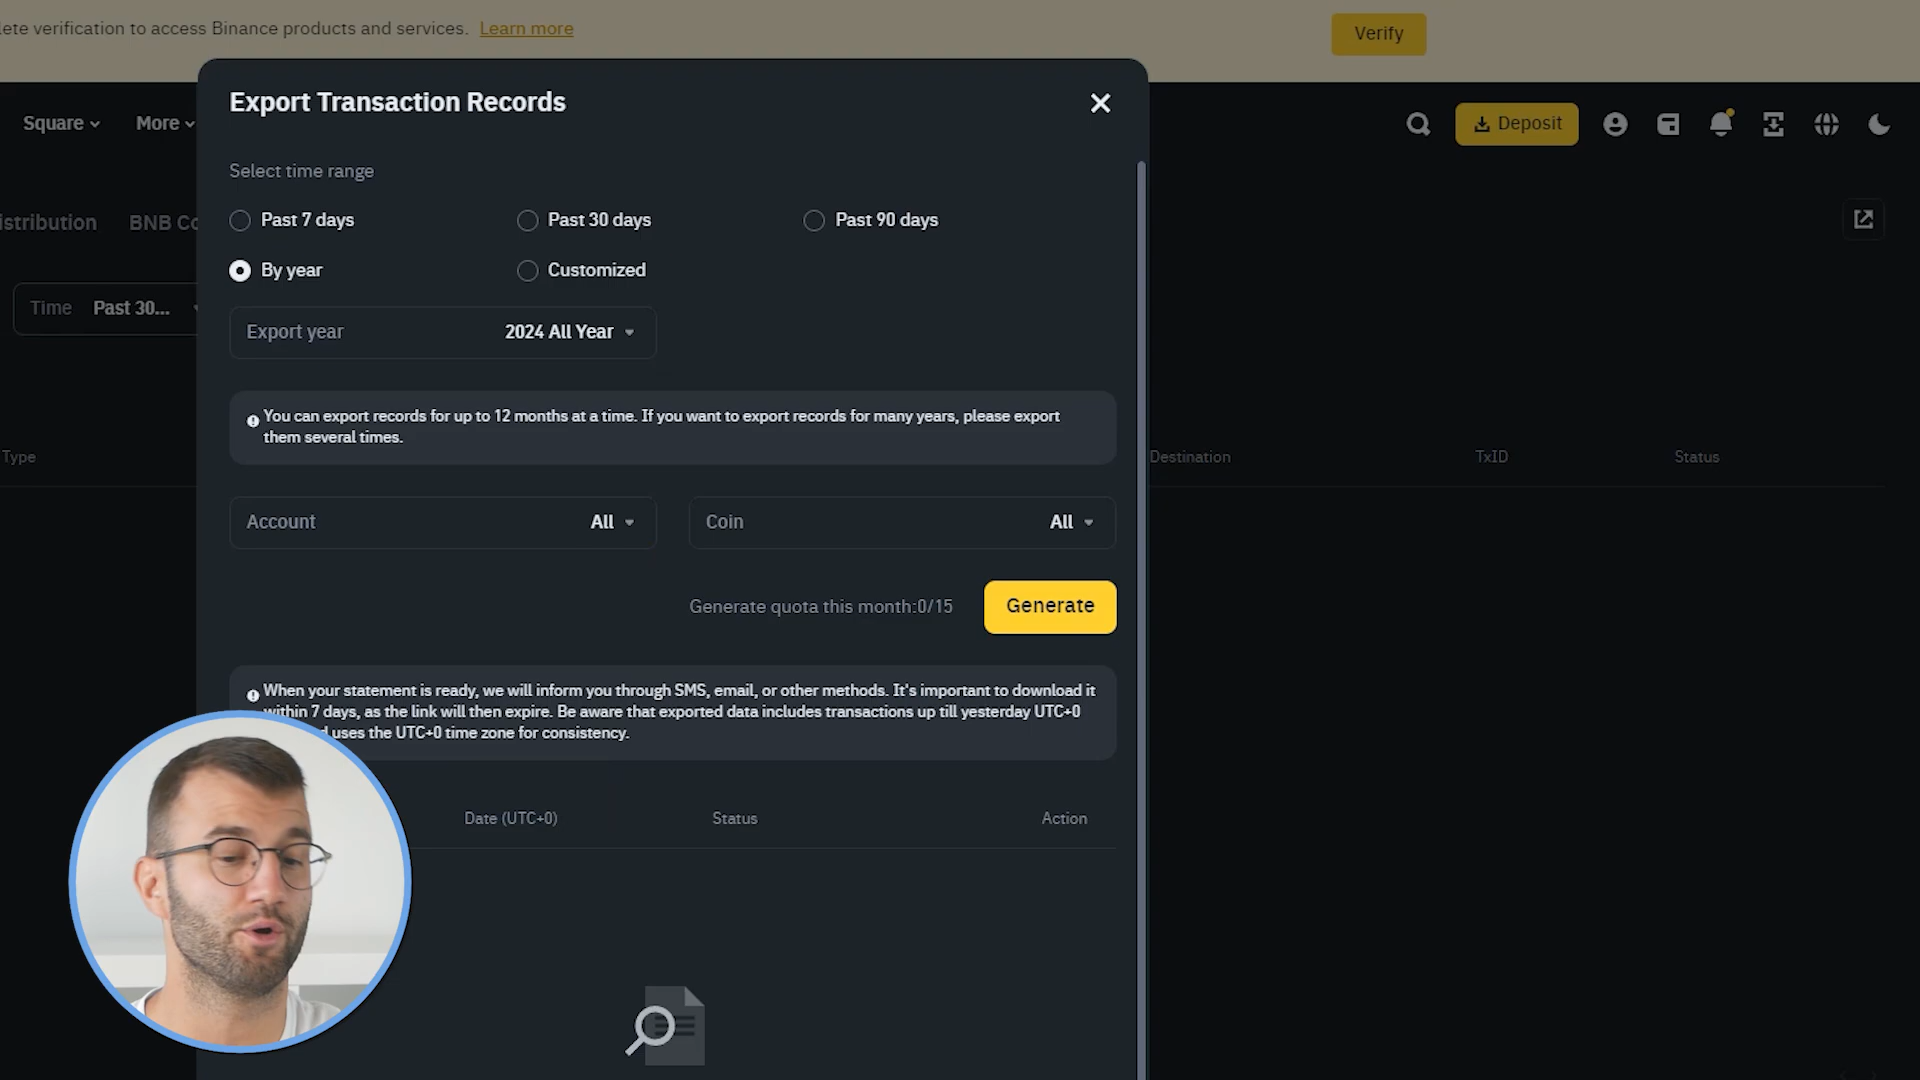 verification to access Binance products and services. Learn more
Verify
Export Transaction Records
Square
More
Deposit
Select time range
Past 7 days
Past 30 days
Past 90 days
By year
Customized
Time Past 30...
Export year 2024 All Year
You can export records for up to 12 months at a time. If you want to export records for many years, please export
them several times.
Type
Destination
TxID
Status
Account All
Coin All
Generate quota this month:0/15
Generate
When your statement is ready, we will inform you through SMS, email, or other methods. It's important to download it
within 7 days, as the link will then expire. Be aware that exported data includes transactions up till yesterday UTC+0
uses the UTC+0 time zone for consistency.
Date (UTC+0)
Status
Action